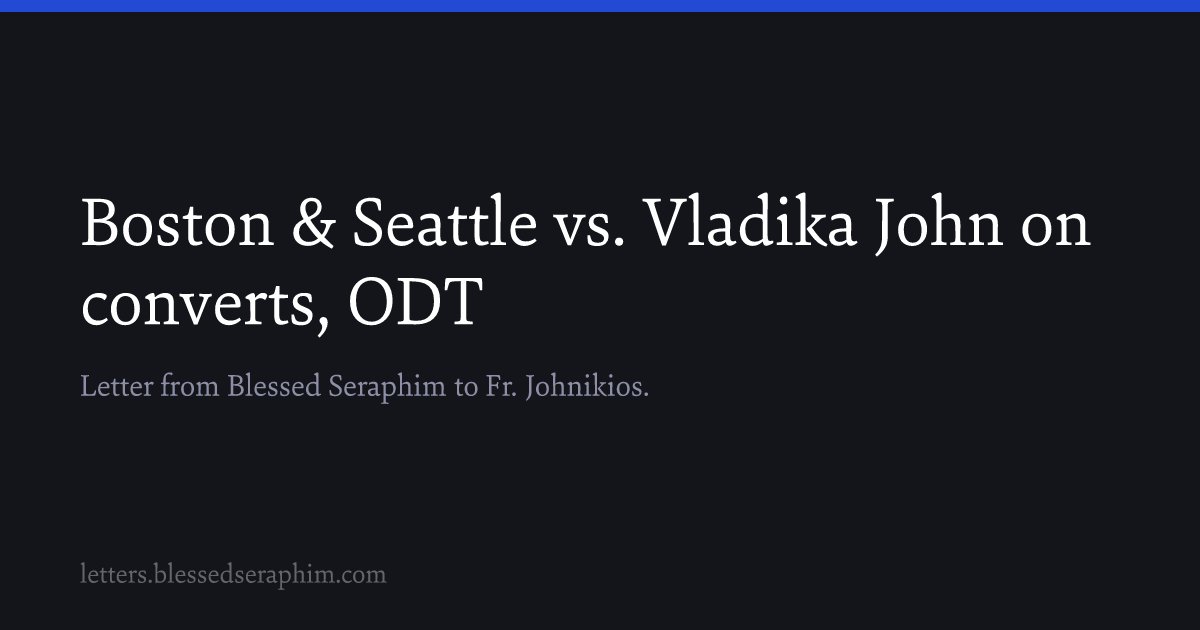 Boston & Seattle vs. Vladika John on
converts, ODT
Letter from Blessed Seraphim to Fr. Johnikios.
letters.blessedseraphim.com